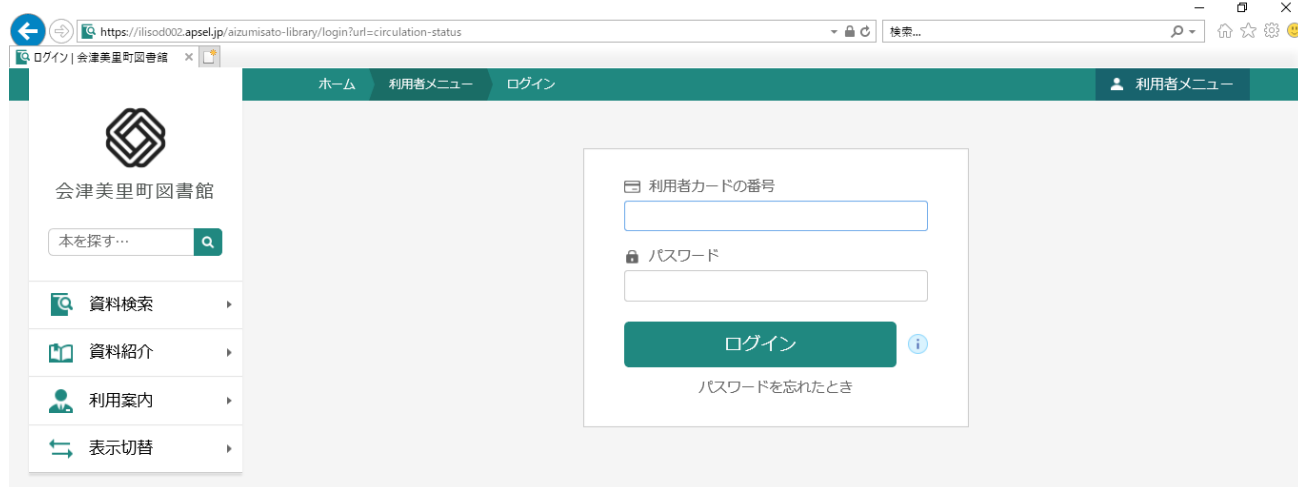 https://ilisod002.apsel.jp/aizumisato-library/login?url=circulation-status
検索...
ログイン | 会津美里町図書館
ホーム 利用者メニュー ログイン
利用者メニュー
会津美里町図書館
本を探す…
資料検索
資料紹介
利用案内
表示切替
利用者カードの番号
パスワード
ログイン
パスワードを忘れたとき